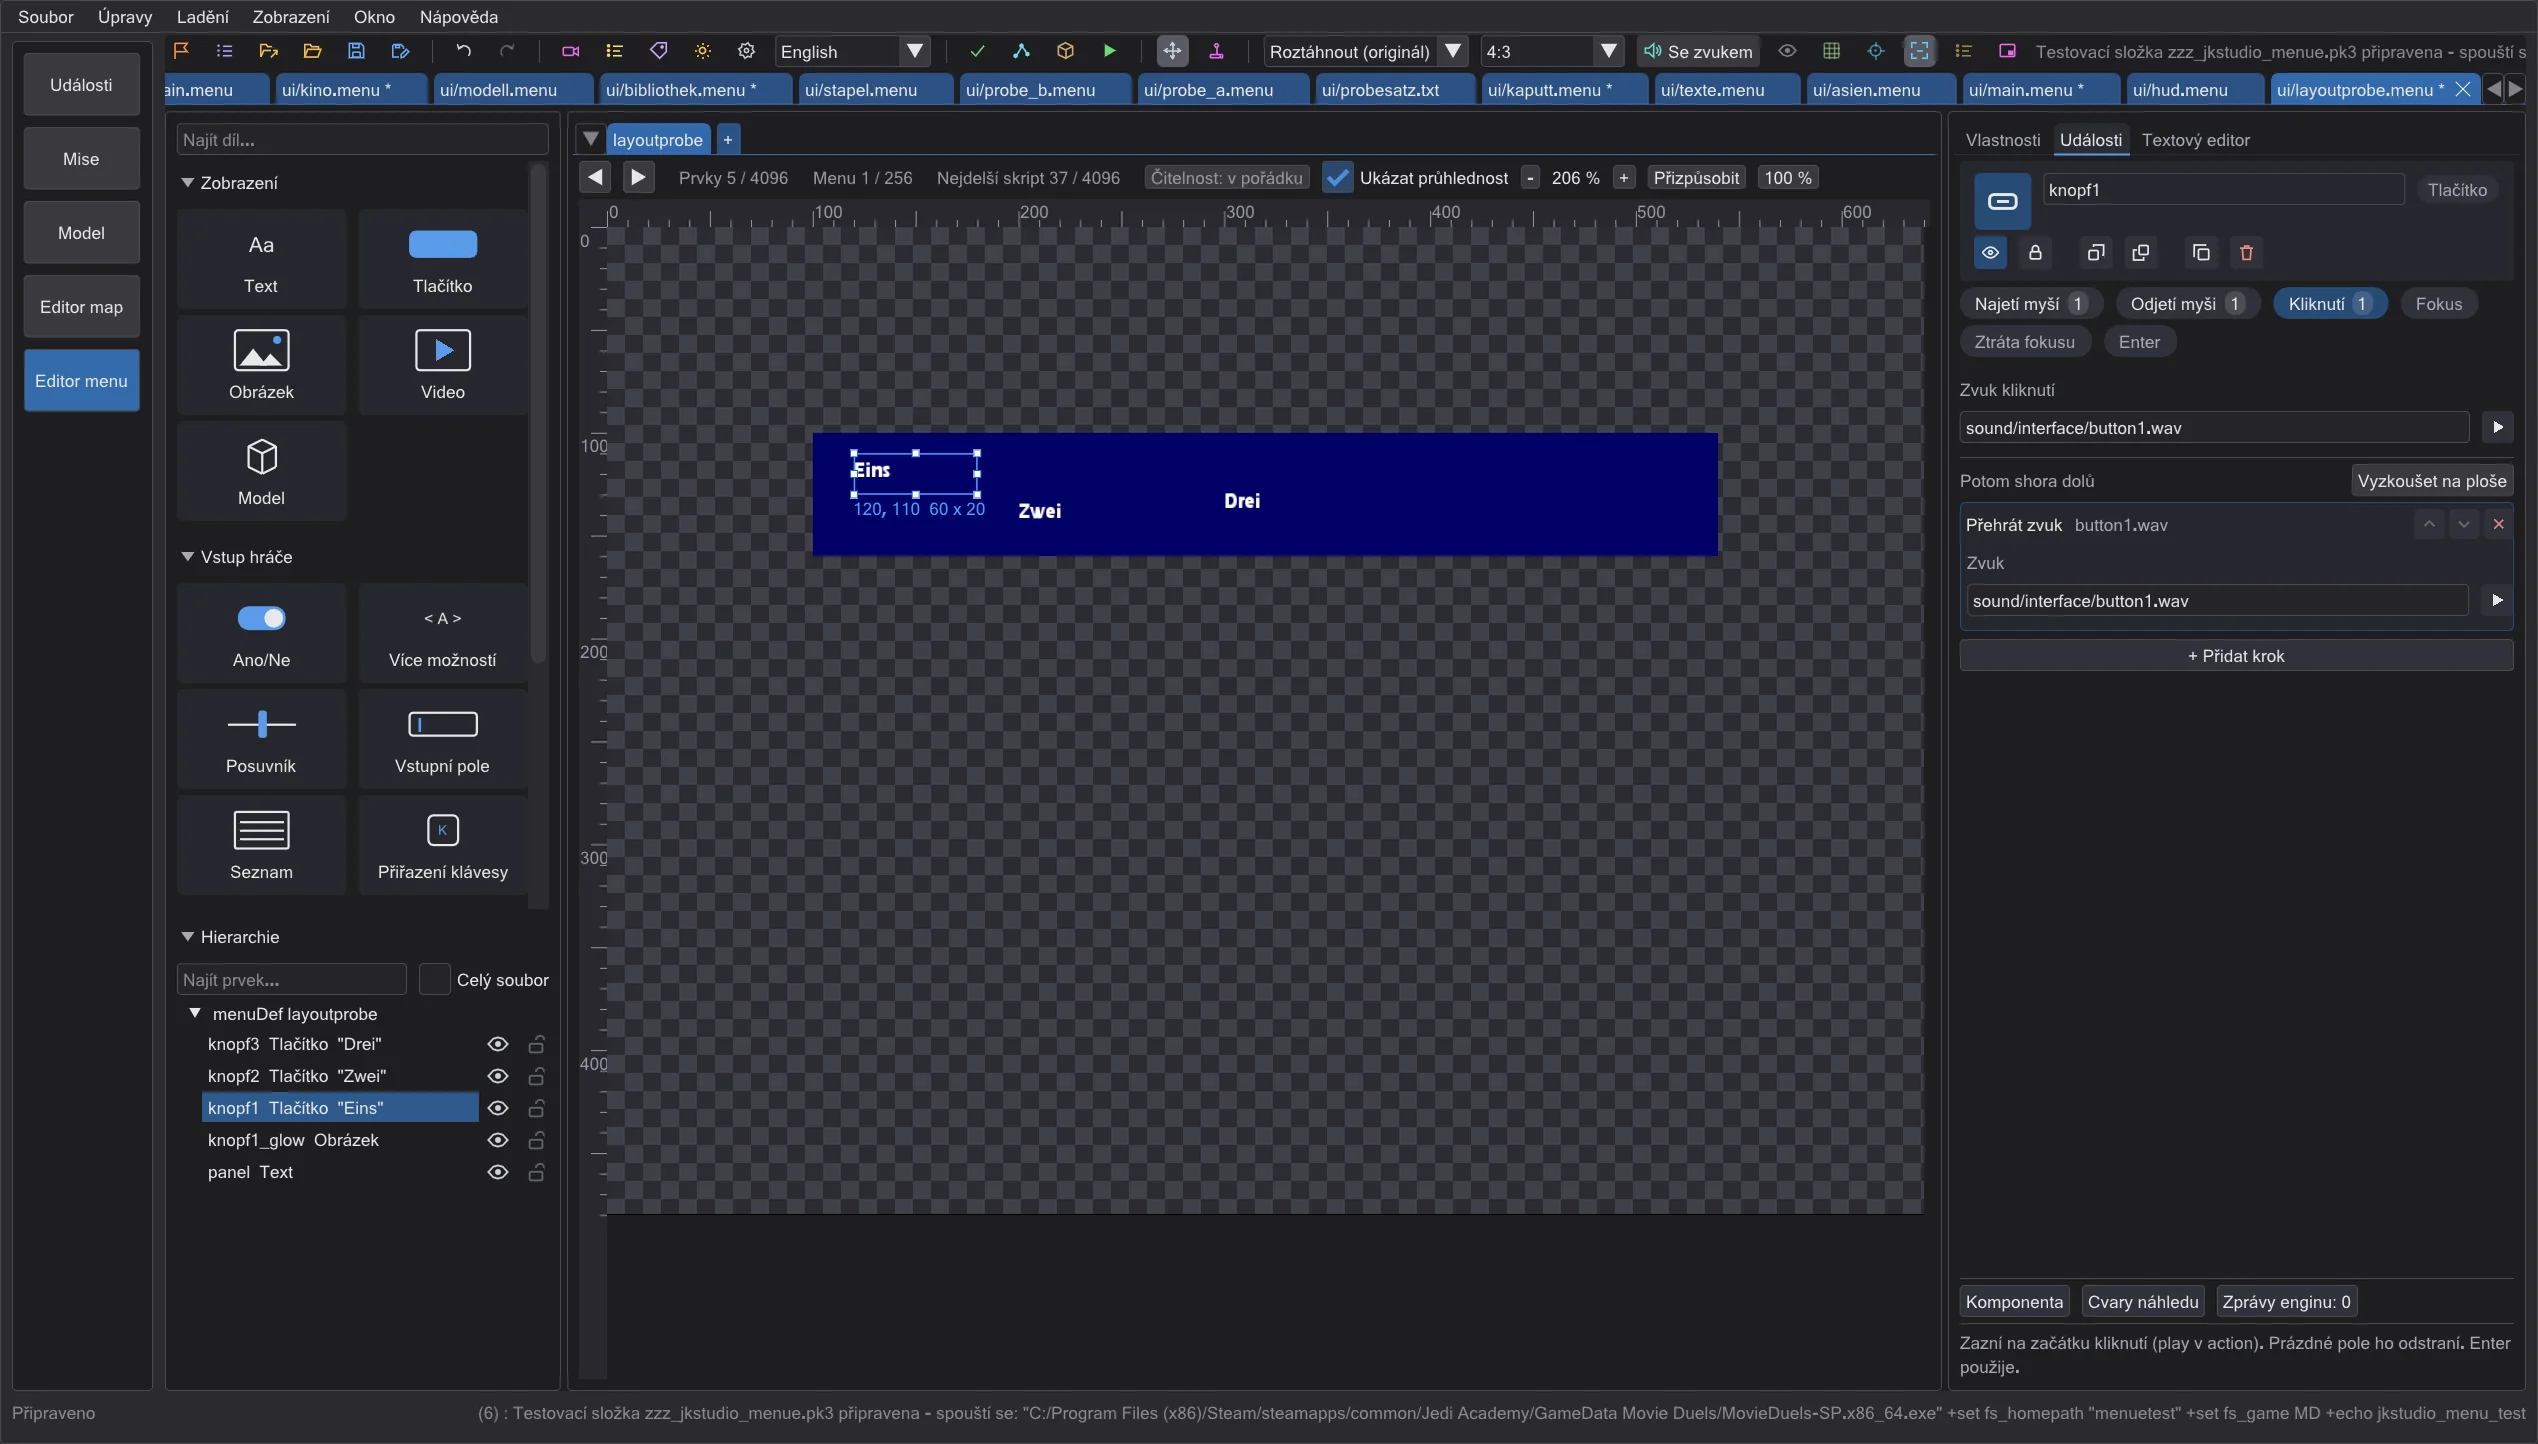 Soubor Úpravy Ladění Zobrazení Okno Nápověda
English Roztáhnout (originál) 4:3 Se zvukem Testovací složka zzz_jkstudio_menue.pk3 připravena - spouští s
ain.menu ui/kino.menu * ui/modell.menu ui/bibliothek.menu * ui/stapel.menu ui/probe_b.menu ui/probe_a.menu ui/probesatz.txt ui/kaputt.menu * ui/texte.menu ui/asien.menu ui/main.menu * ui/hud.menu ui/layoutprobe.menu *
Události
Mise
Model
Editor map
Editor menu
Najít díl...
Zobrazení
Aa
Text Tlačítko
Obrázek Video
Model
Vstup hráče
< A >
Ano/Ne Více možností
Posuvník Vstupní pole
K
Seznam Přiřazení klávesy
Hierarchie
Najít prvek... Celý soubor
menuDef layoutprobe
knopf3 Tlačítko "Drei"
knopf2 Tlačítko "Zwei"
knopf1 Tlačítko "Eins"
knopf1_glow Obrázek
panel Text
layoutprobe +
Prvky 5 / 4096 Menu 1 / 256 Nejdelší skript 37 / 4096 Čitelnost: v pořádku Ukázat průhlednost - 206 % + Přizpůsobit 100 %
0 100 200 300 400 500 600
0
100
200
300
400
Eins
120, 110 60 x 20
Zwei
Drei
Vlastnosti Události Textový editor
knopf1 Tlačítko
Najetí myší 1 Odjetí myši 1 Kliknutí 1 Fokus
Ztráta fokusu Enter
Zvuk kliknutí
sound/interface/button1.wav
Potom shora dolů Vyzkoušet na ploše
Přehrát zvuk button1.wav
Zvuk
sound/interface/button1.wav
+ Přidat krok
Komponenta Cvary náhledu Zprávy enginu: 0
Zazní na začátku kliknutí (play v action). Prázdné pole ho odstraní. Enter
použije.
Připraveno (6) : Testovací složka zzz_jkstudio_menue.pk3 připravena - spouští se: "C:/Program Files (x86)/Steam/steamapps/common/Jedi Academy/GameData Movie Duels/MovieDuels-SP.x86_64.exe" +set fs_homepath "menuetest" +set fs_game MD +echo jkstudio_menu_test